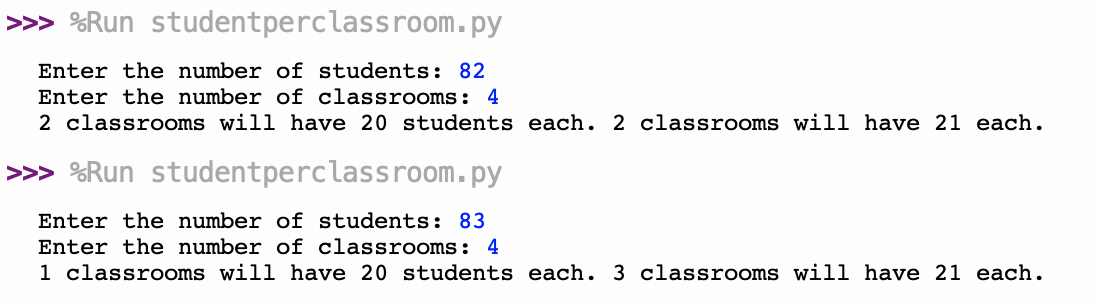 >>> %Run studentperclassroom.py
Enter the number of students: 82
Enter the number of classrooms: 4
2 classrooms will have 20 students each. 2 classrooms will have 21 each.
>>> %Run studentperclassroom.py
Enter the number of students: 83
Enter the number of classrooms: 4
1 classrooms will have 20 students each. 3 classrooms will have 21 each.